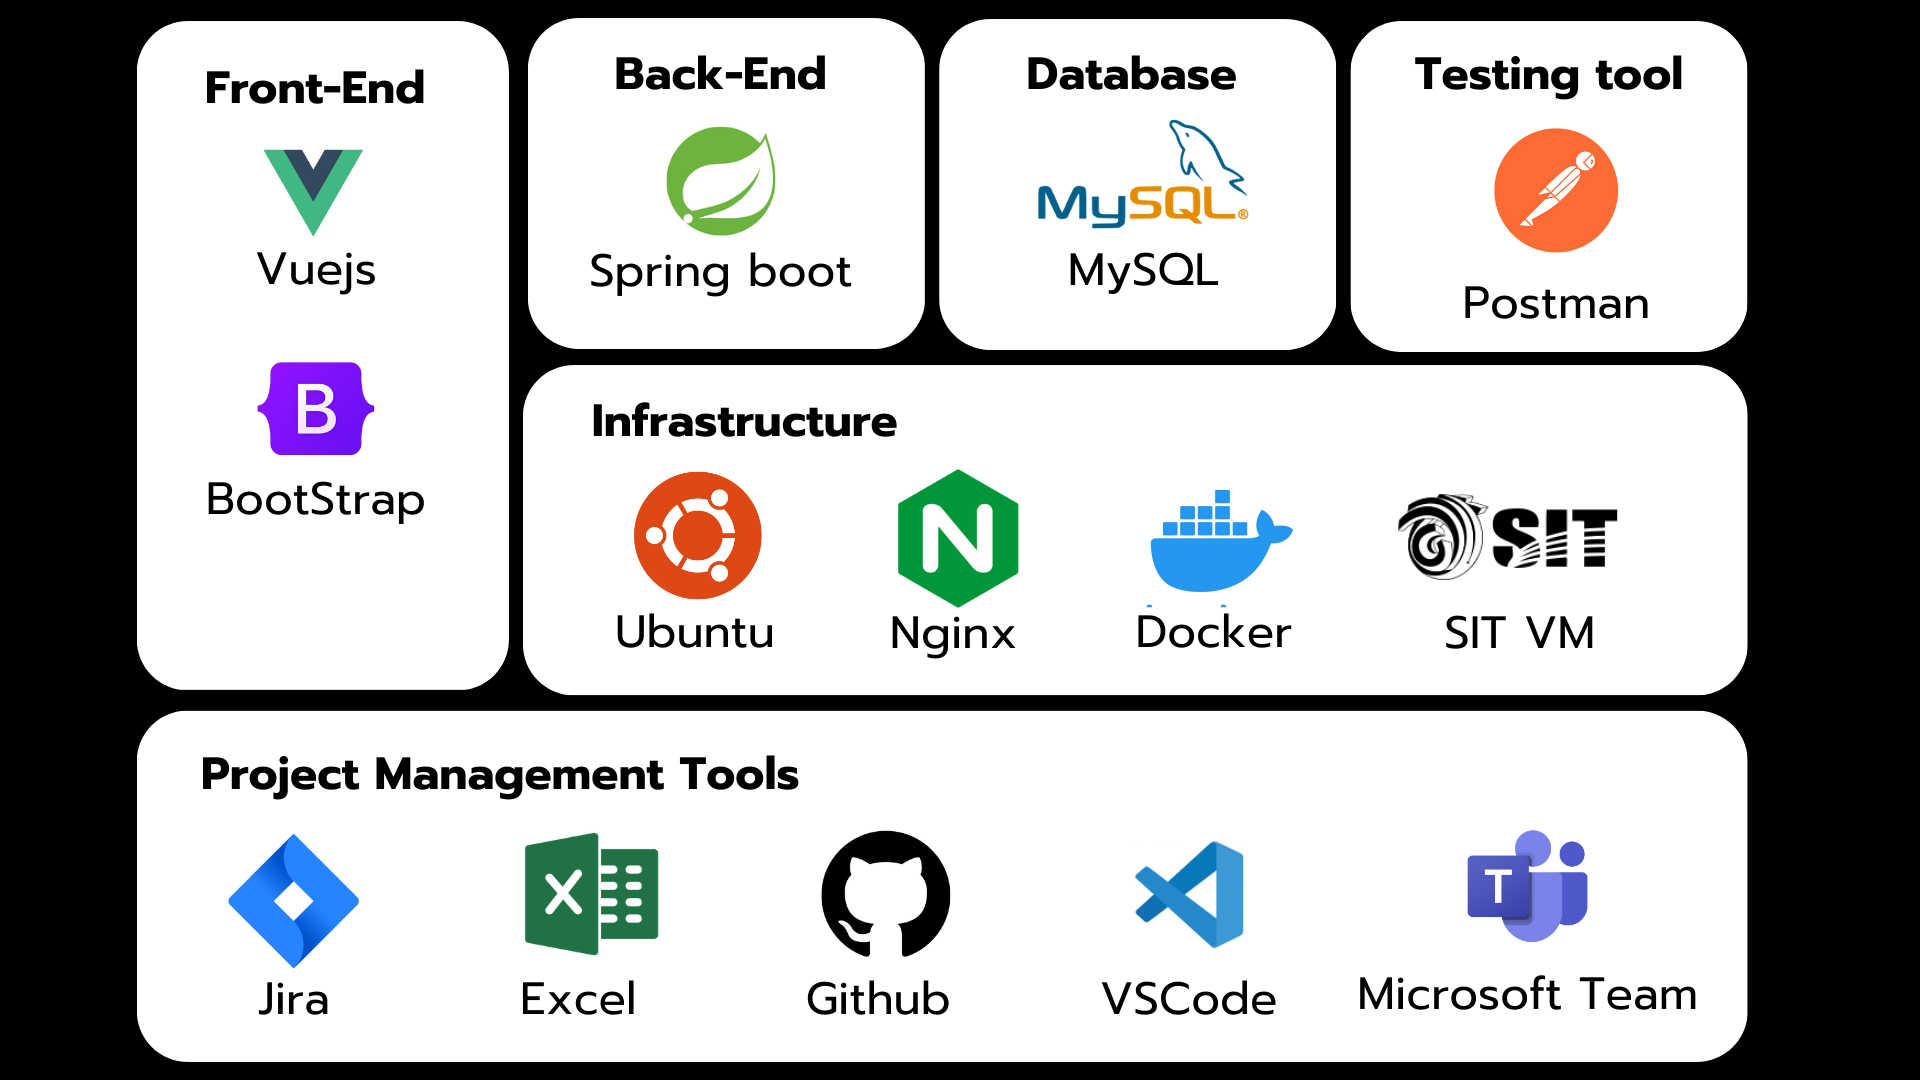 Front-End
Vuejs
B
BootStrap
Back-End
Spring boot
Database
MySQL®
MySQL
Testing tool
Postman
Infrastructure
Ubuntu
N
Nginx
Docker
SIT
SIT VM
Project Management Tools
Jira
X
Excel
Github
VSCode
T
Microsoft Team